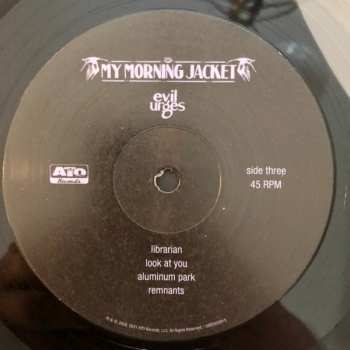 MY MORNING JACKET
evil
urges
ATO
Records
side three
45 RPM
librarian
look at you
aluminum park
remnants